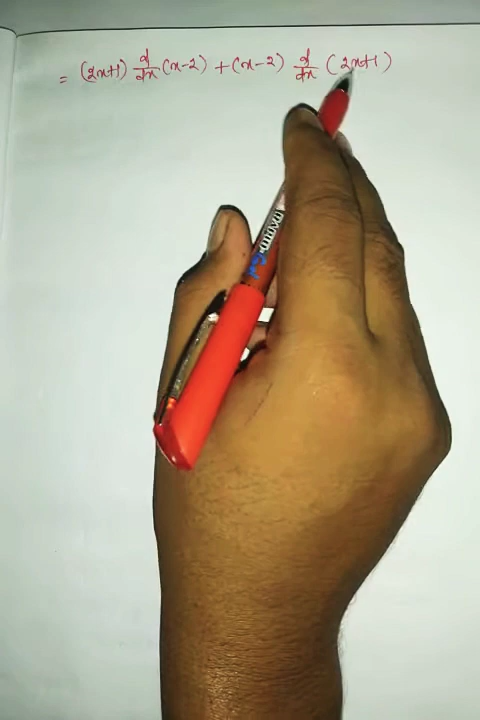 = (2x+1) d/dx (x-2) + (x-2) d/dx (2x+1)